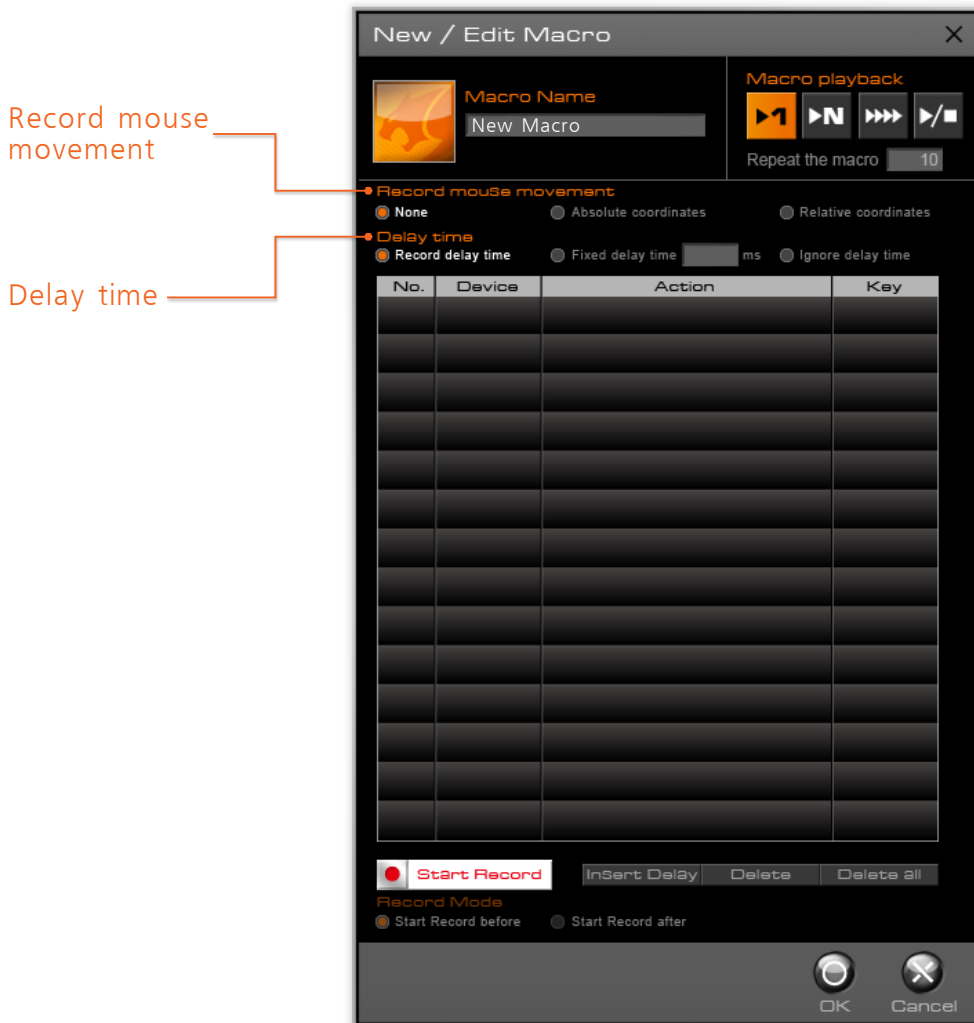 New / Edit Macro
Macro Name
New Macro
Macro playback
1 N /
Repeat the macro 10
Record mouse
movement
Record mouse movement
None Absolute coordinates Relative coordinates
Delay time
Record delay time Fixed delay time ms Ignore delay time
Delay time
No. Device Action Key
Start Record Insert Delay Delete Delete all
Record Mode
Start Record before Start Record after
OK Cancel